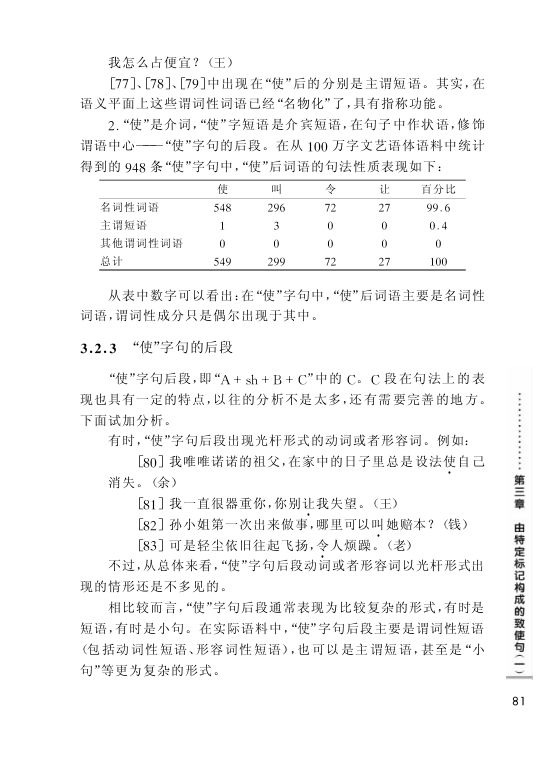 我怎么占便宜？（王）
［77］、［78］、［79］中出现在“使”后的分别是主谓短语。其实，在
语义平面上这些谓词性词语已经“名物化”了，具有指称功能。
2. “使”是介词，“使”字短语是介宾短语，在句子中作状语，修饰
谓语中心——“使”字句的后段。在从 100 万字文艺语体语料中统计
得到的 948 条“使”字句中，“使”后词语的句法性质表现如下：
使 叫 令 让 百分比
名词性词语 548 296 72 27 99.6
主谓短语 1 3 0 0 0.4
其他谓词性词语 0 0 0 0 0
总计 549 299 72 27 100
从表中数字可以看出：在“使”字句中，“使”后词语主要是名词性
词语，谓词性成分只是偶尔出现于其中。
3.2.3 “使”字句的后段
“使”字句后段，即“A + sh + B + C”中的 C。C 段在句法上的表
现也具有一定的特点，以往的分析不是太多，还有需要完善的地方。
下面试加分析。
有时，“使”字句后段出现光杆形式的动词或者形容词。例如：
［80］我唯唯诺诺的祖父，在家中的日子里总是设法使自己
消失。（余）
［81］我一直很器重你，你别让我失望。（王）
［82］孙小姐第一次出来做事，哪里可以叫她赔本？（钱）
［83］可是轻尘依旧往起飞扬，令人烦躁。（老）
不过，从总体来看，“使”字句后段动词或者形容词以光杆形式出
现的情形还是不多见的。
相比较而言，“使”字句后段通常表现为比较复杂的形式，有时是
短语，有时是小句。在实际语料中，“使”字句后段主要是谓词性短语
（包括动词性短语、形容词性短语），也可以是主谓短语，甚至是“小
句”等更为复杂的形式。
第三章 由特定标记构成的致使句（一）
81